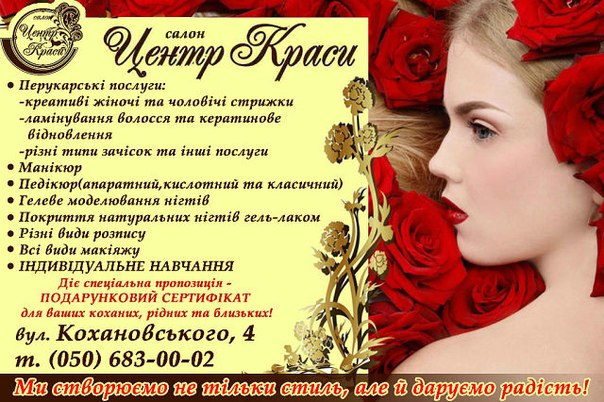 салон
Центр
Краси
салон
Центр Краси
• Перукарські послуги:
-креативі жіночі та чоловічі стрижки
-ламінування волосся та кератинове
відновлення
-різні типи зачісок та інші послуги
• Манікюр
• Педікюр(апаратний,кислотний та класичний)
• Гелеве моделювання нігтів
• Покриття натуральних нігтів гель-лаком
• Різні види розпису
• Всі види макіяжу
• ІНДИВІДУАЛЬНЕ НАВЧАННЯ
Діє спеціальна пропозиція -
ПОДАРУНКОВИЙ СЕРТИФІКАТ
для ваших коханих, рідних та близьких!
вул. Кохановського, 4
т. (050) 683-00-02
Ми створюємо не тільки стиль, але й даруємо радість!